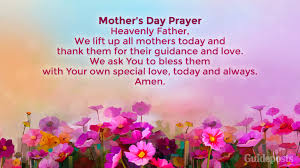 Mother's Day Prayer
Heavenly Father,
We lift up all mothers today and
thank them for their guidance and love.
We ask You to bless them
with Your own special love, today and always.
Amen.
Guideposts